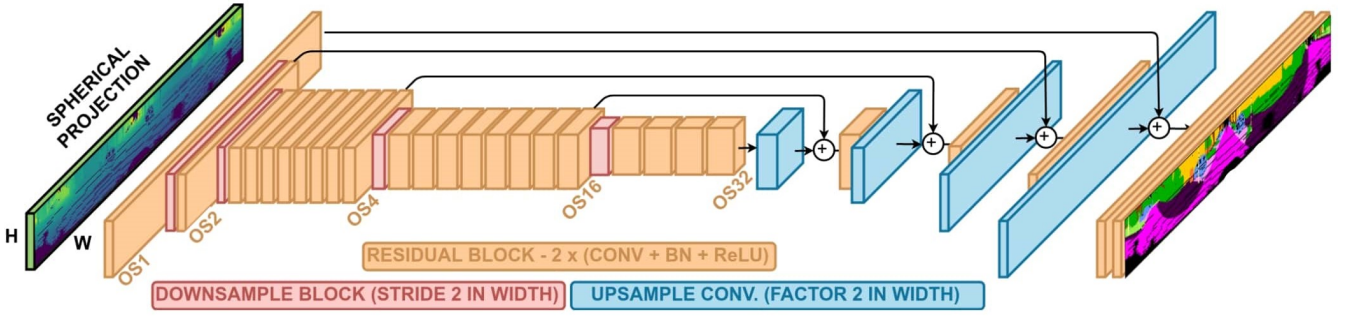 SPHERICAL
PROJECTION
H
W
OS1
OS2
OS4
OS16
OS32
+
+
+
+
RESIDUAL BLOCK - 2 x (CONV + BN + ReLU)
DOWNSAMPLE BLOCK (STRIDE 2 IN WIDTH)
UPSAMPLE CONV. (FACTOR 2 IN WIDTH)